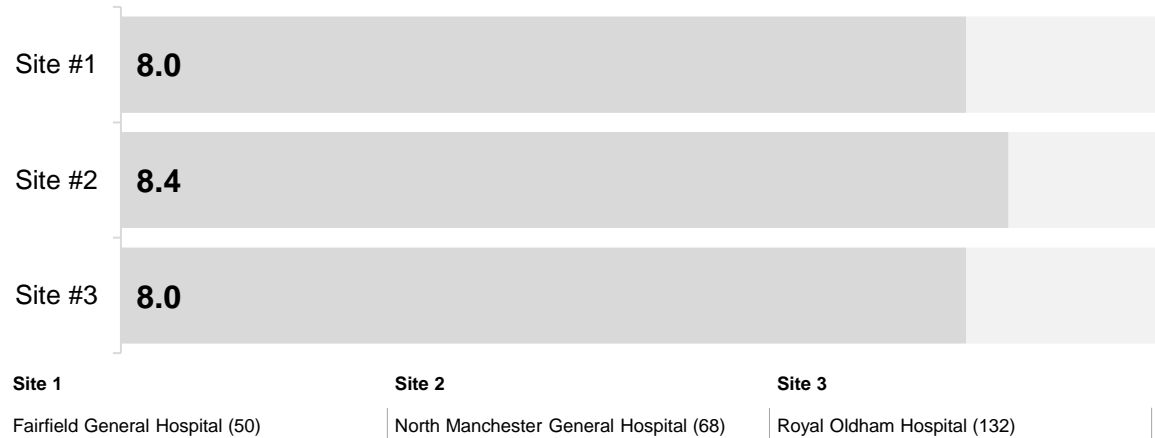 Site #1 8.0
Site #2 8.4
Site #3 8.0
Site 1 Site 2 Site 3
Fairfield General Hospital (50) North Manchester General Hospital (68) Royal Oldham Hospital (132)